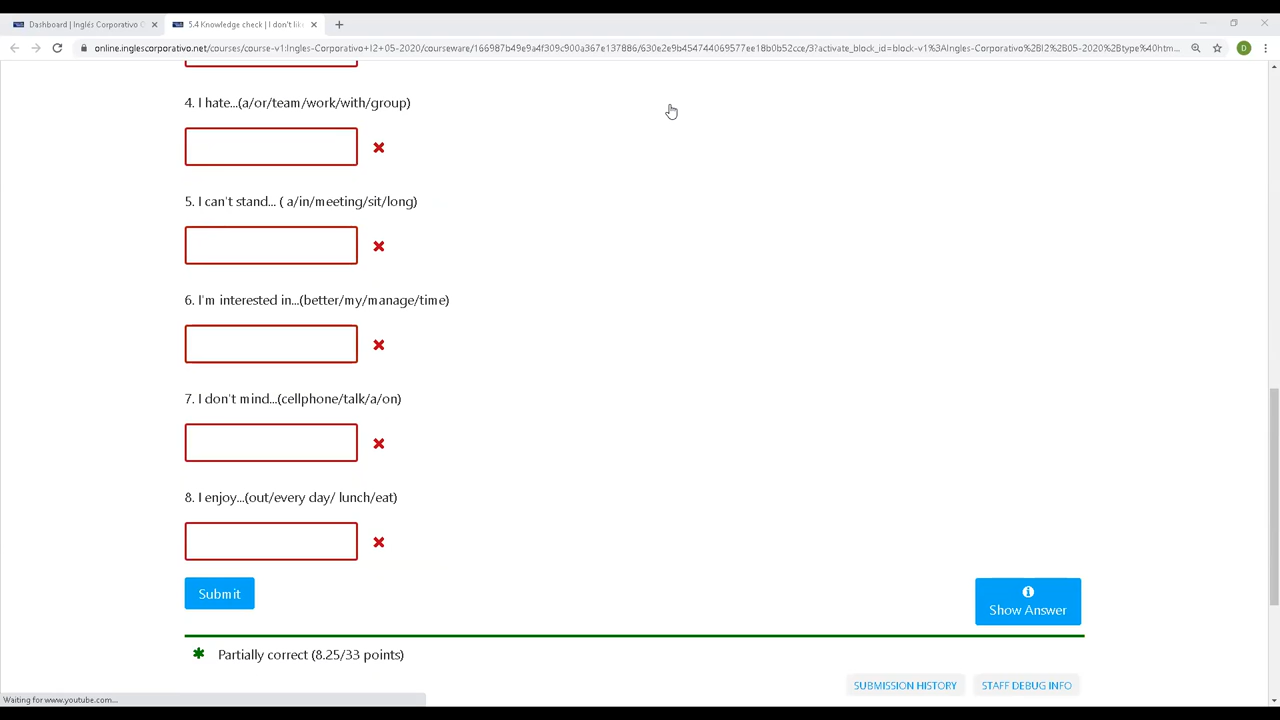 Dashboard | Inglés Corporativo
5.4 Knowledge check | I don't lik
online.inglescorporativo.net/courses/course-v1:Ingles-Corporativo+I2+05-2020/courseware/166987b49e9a4f309c900a367e137886/630e2e9b454744069577ee18b0b52cce/3?activate_block_id=block-v1%3AIngles-Corporativo%2BI2%2B05-2020%2Btype%40htm...
D
4. I hate...(a/or/team/work/with/group)
5. I can't stand... ( a/in/meeting/sit/long)
6. I'm interested in...(better/my/manage/time)
7. I don't mind...(cellphone/talk/a/on)
8. I enjoy...(out/every day/ lunch/eat)
Submit
Show Answer
Partially correct (8.25/33 points)
SUBMISSION HISTORY
STAFF DEBUG INFO
Waiting for www.youtube.com...